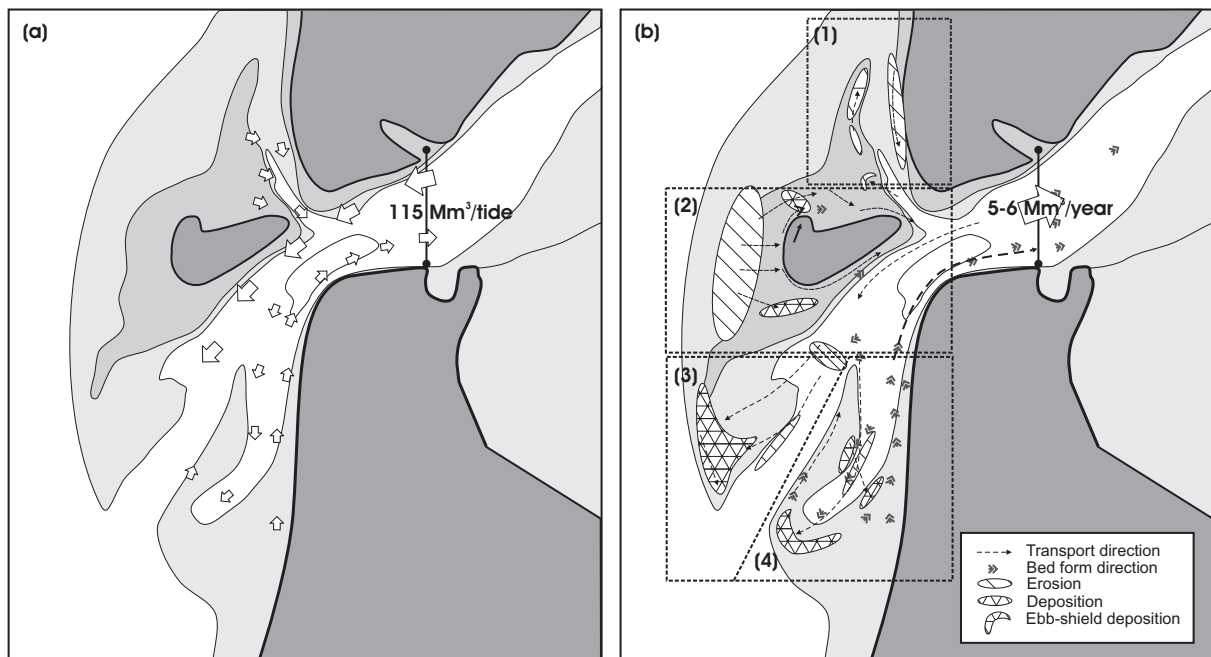 (a)
115 Mm³/tide
(b)
(1)
(2)
5-6 Mm³/year
(3)
(4)
Transport direction
Bed form direction
Erosion
Deposition
Ebb-shield deposition